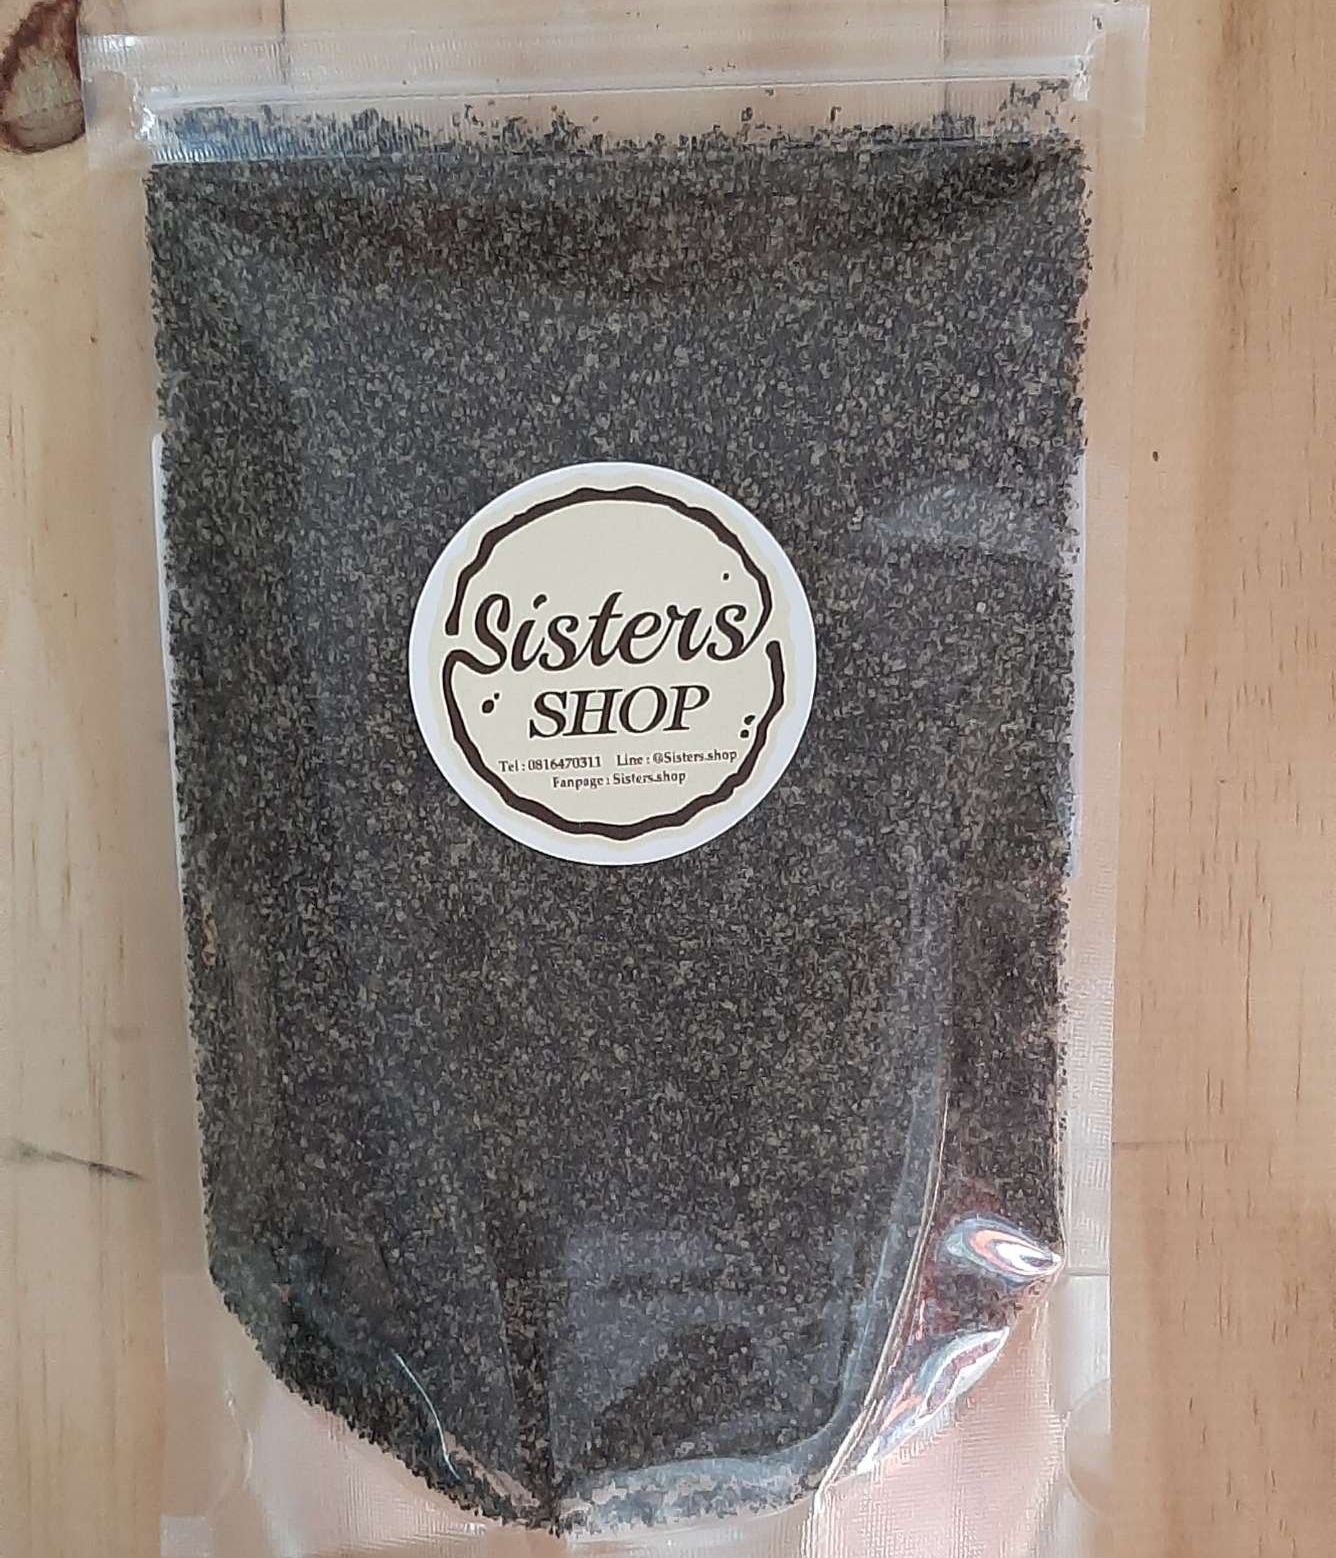 Sisters
SHOP
Tel : 0816470311 Line : @Sisters.shop
Fanpage : Sisters.shop